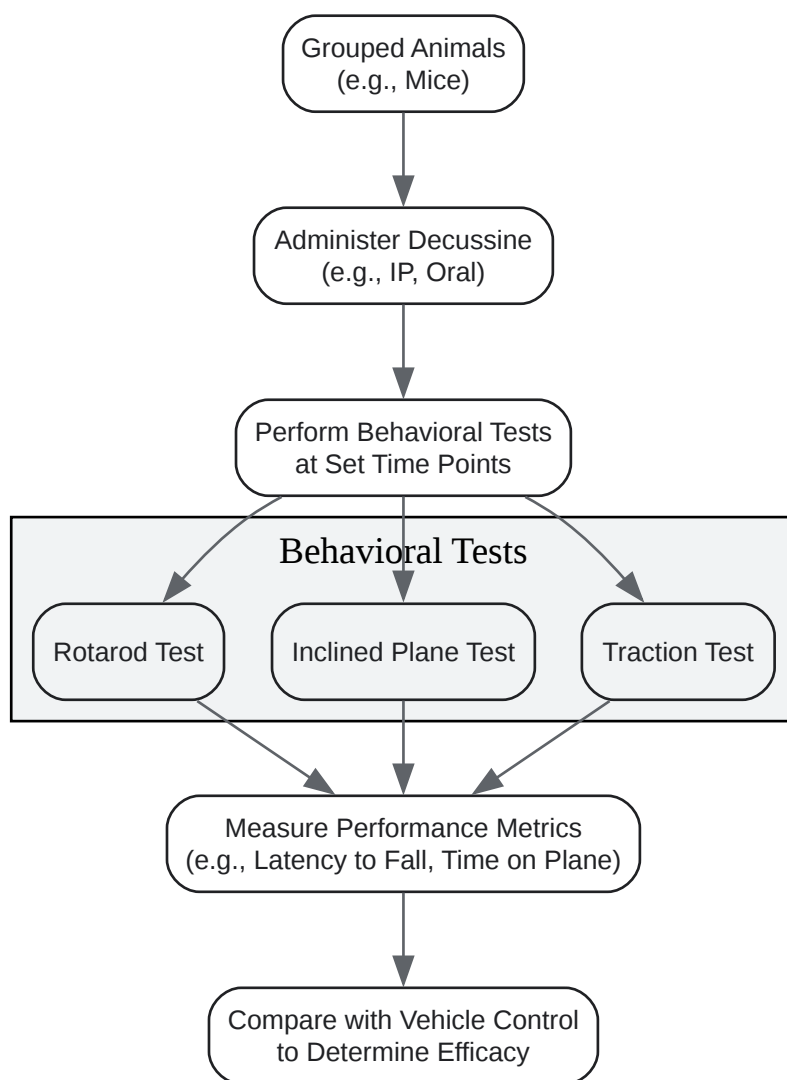 Grouped Animals
(e.g., Mice)
Administer Decussine
(e.g., IP, Oral)
Perform Behavioral Tests
at Set Time Points
Behavioral Tests
Rotarod Test
Inclined Plane Test
Traction Test
Measure Performance Metrics
(e.g., Latency to Fall, Time on Plane)
Compare with Vehicle Control
to Determine Efficacy